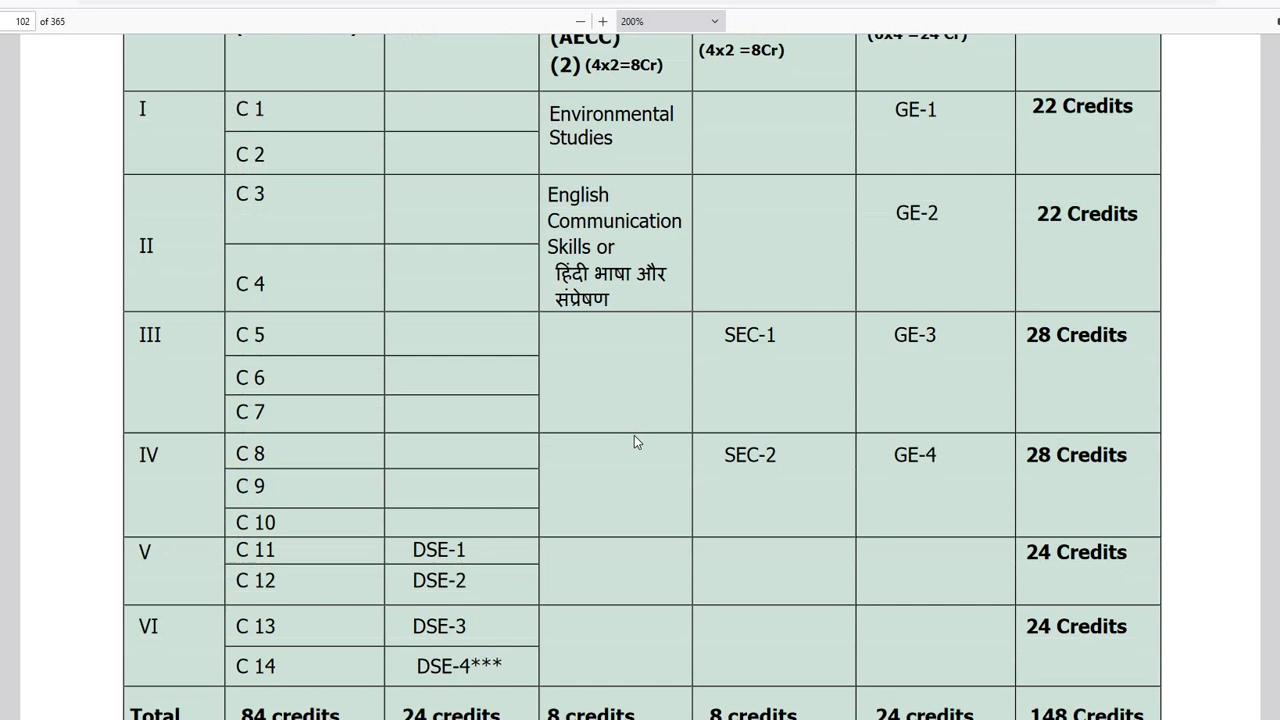 102 of 365
200%
(AECC)
(2) (4x2=8Cr)
(4x2 =8Cr)
I
C 1
C 2
Environmental
Studies
GE-1
22 Credits
II
C 3
C 4
English
Communication
Skills or
हिंदी भाषा और
संप्रेषण
GE-2
22 Credits
III
C 5
C 6
C 7
SEC-1
GE-3
28 Credits
IV
C 8
C 9
C 10
SEC-2
GE-4
28 Credits
V
C 11
C 12
DSE-1
DSE-2
24 Credits
VI
C 13
C 14
DSE-3
DSE-4***
24 Credits
Total
84 credits
24 credits
8 credits
8 credits
24 credits
148 Credits